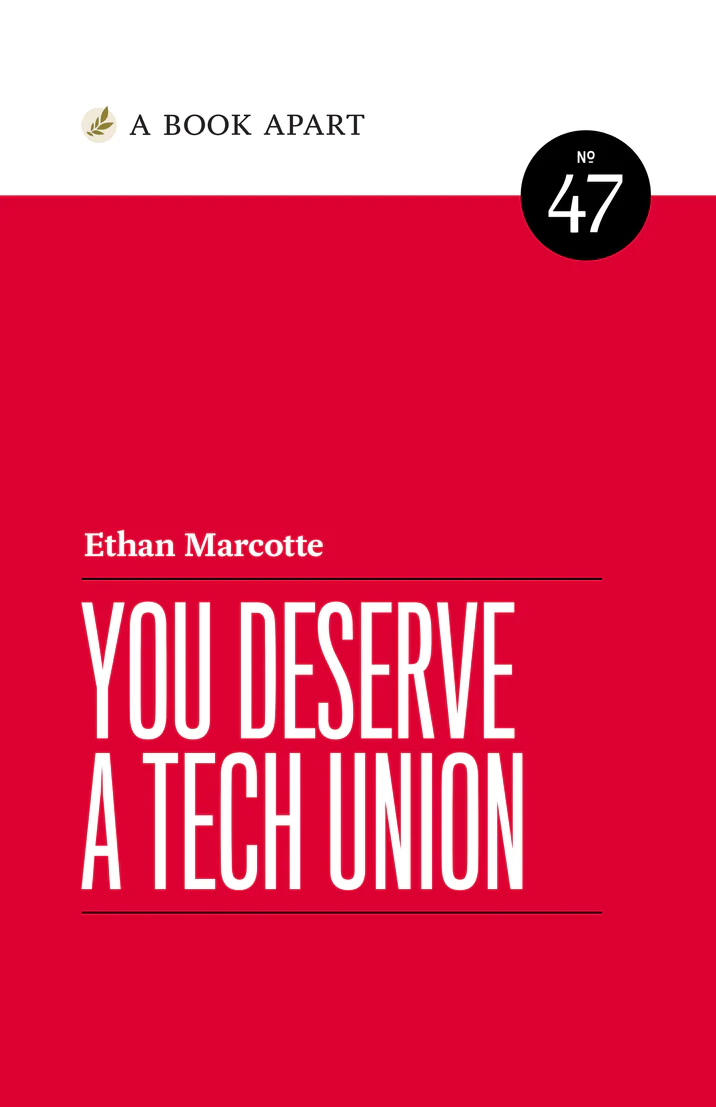 A BOOK APART
Nº
47
Ethan Marcotte
YOU DESERVE
A TECH UNION